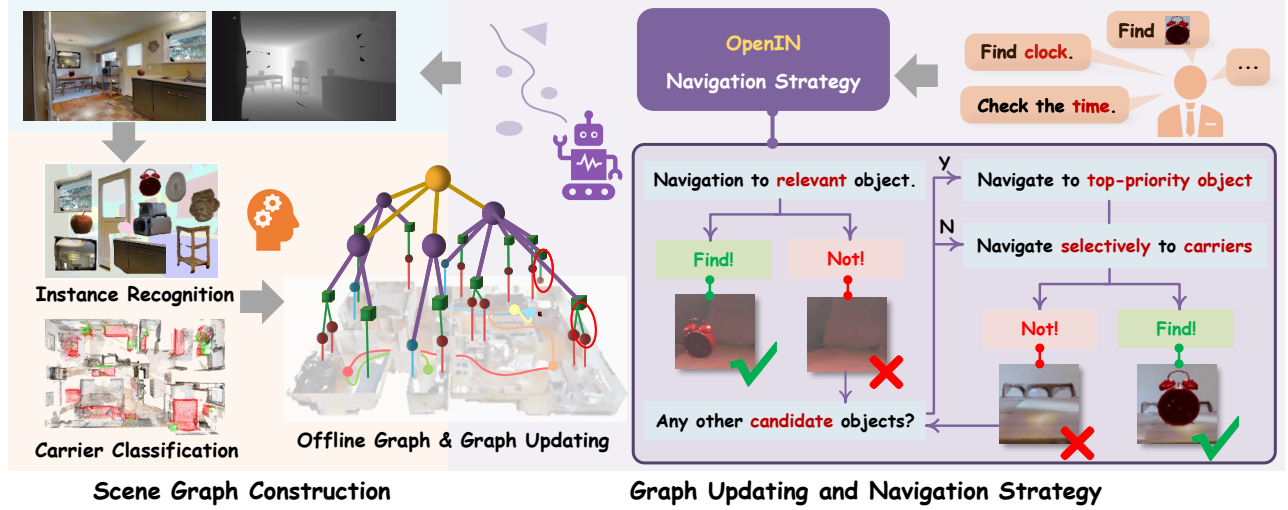 OpenIN
Navigation Strategy
Find
Find clock.
...
Check the time.
Instance Recognition
Carrier Classification
Offline Graph & Graph Updating
Navigation to relevant object.
Find!
Not!
Any other candidate objects?
Y
Navigate to top-priority object
N
Navigate selectively to carriers
Not!
Find!
Scene Graph Construction
Graph Updating and Navigation Strategy